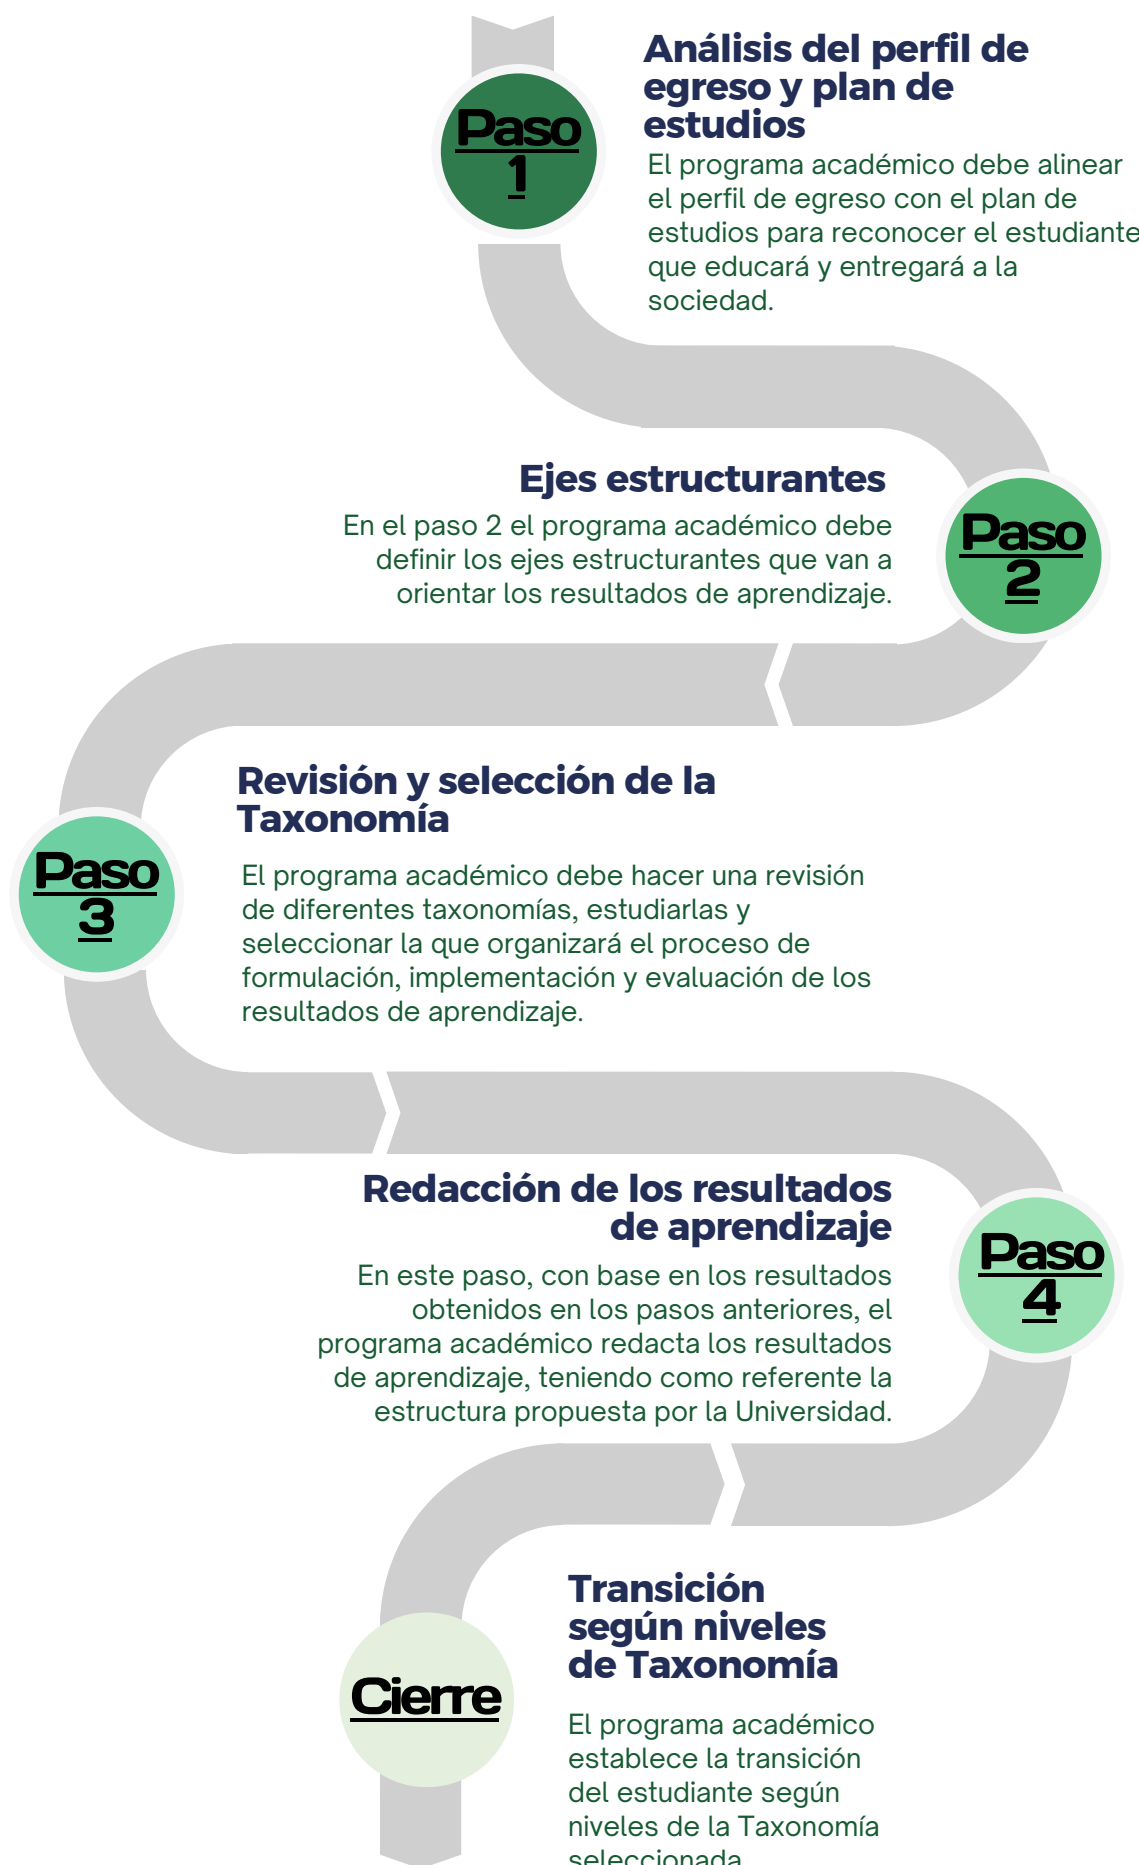 Paso
1
Análisis del perfil de
egreso y plan de
estudios
El programa académico debe alinear
el perfil de egreso con el plan de
estudios para reconocer el estudiante
que educará y entregará a la
sociedad.
Ejes estructurantes
En el paso 2 el programa académico debe
definir los ejes estructurantes que van a
orientar los resultados de aprendizaje.
Paso
2
Revisión y selección de la
Taxonomía
Paso
3
El programa académico debe hacer una revisión
de diferentes taxonomías, estudiarlas y
seleccionar la que organizará el proceso de
formulación, implementación y evaluación de los
resultados de aprendizaje.
Redacción de los resultados
de aprendizaje
En este paso, con base en los resultados
obtenidos en los pasos anteriores, el
programa académico redacta los resultados
de aprendizaje, teniendo como referente la
estructura propuesta por la Universidad.
Paso
4
Transición
según niveles
de Taxonomía
Cierre
El programa académico
establece la transición
del estudiante según
niveles de la Taxonomía
seleccionada